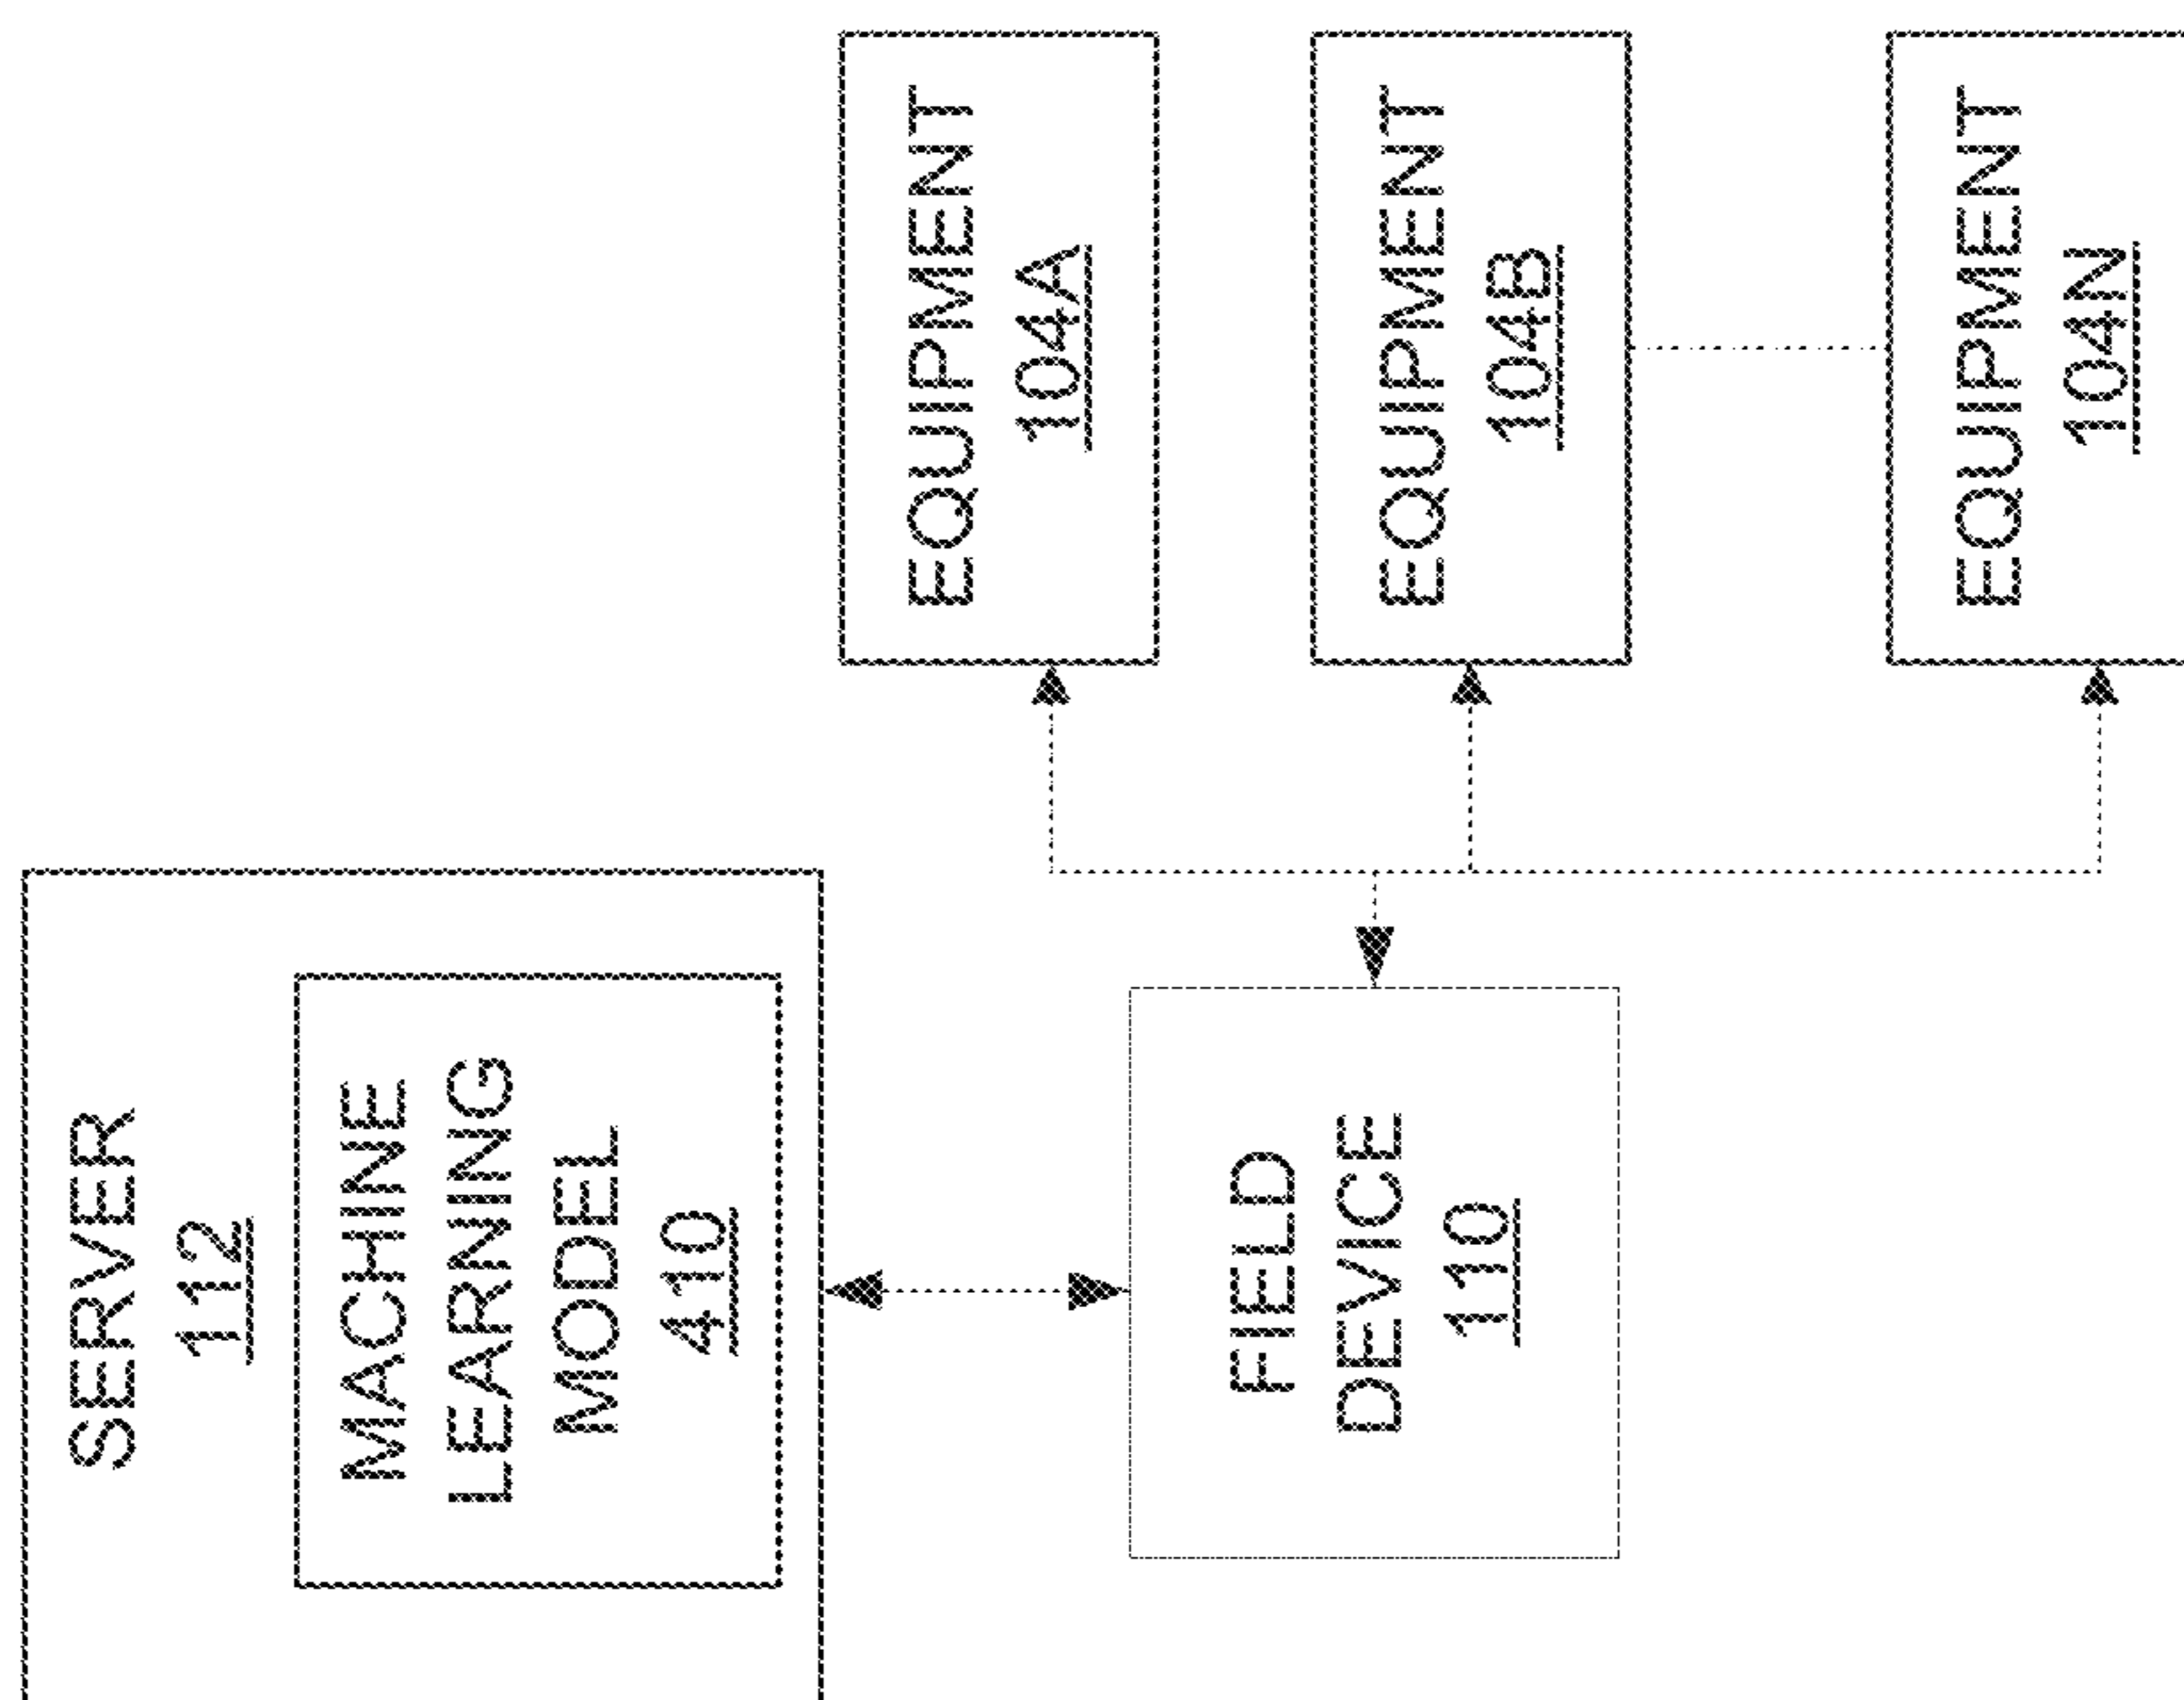 SERVER
112
MACHINE
LEARNING
MODEL
410
FIELD
DEVICE
110
EQUIPMENT
104A
EQUIPMENT
104B
EQUIPMENT
104N